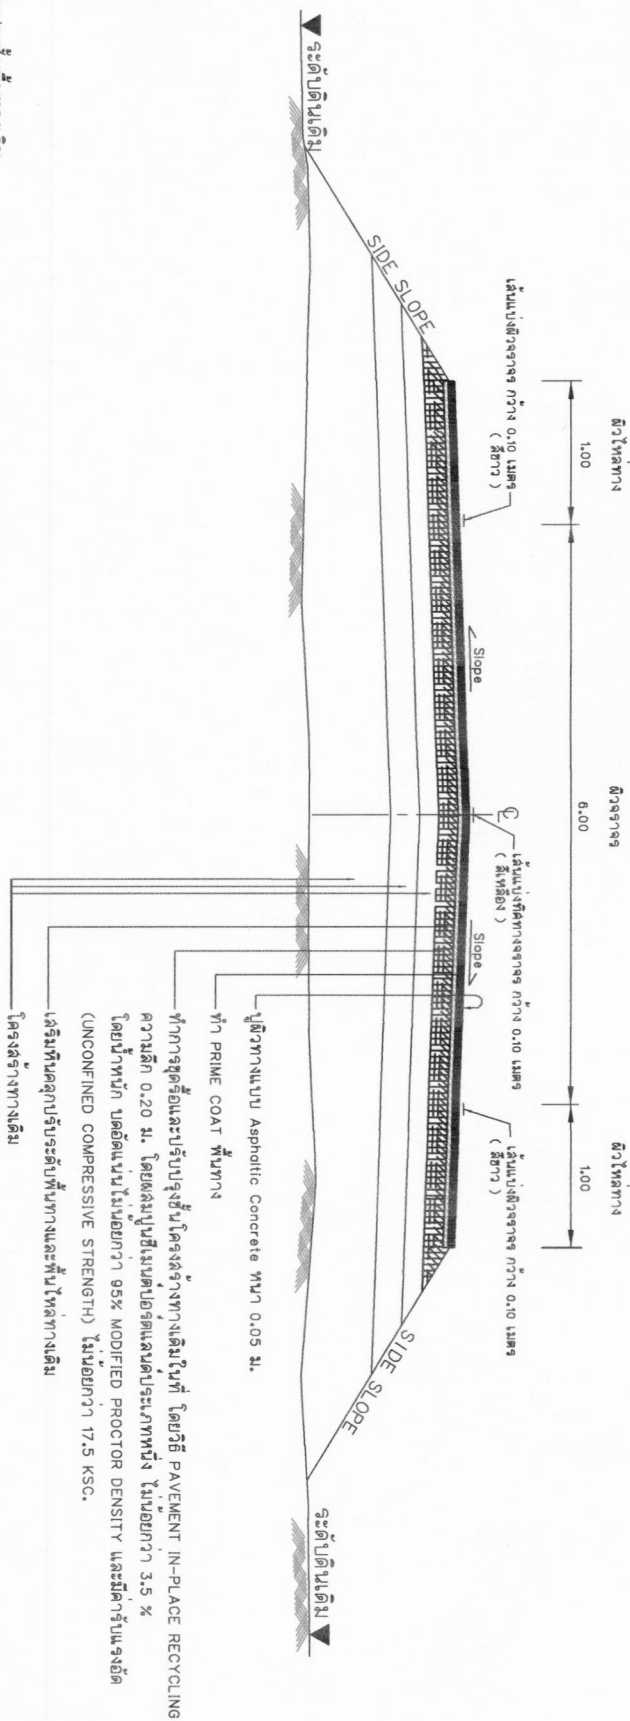 ผิวไหล่ทาง
ผิวจราจร
ผิวไหล่ทาง
1.00
6.00
1.00
เส้นแบ่งผิวจราจร กว้าง 0.10 เมตร
( สีขาว )
เส้นแบ่งทิศทางจราจร กว้าง 0.10 เมตร
( สีเหลือง )
เส้นแบ่งผิวจราจร กว้าง 0.10 เมตร
( สีขาว )
Slope
Slope
SIDE SLOPE
SIDE SLOPE
ระดับดินเดิม
ระดับดินเดิม
ปูผิวทางแบบ Asphaltic Concrete หนา 0.05 ม.
ทำ PRIME COAT พื้นทาง
ทำการขุดรื้อและปรับปรุงชั้นโครงสร้างทางเดิมในที่ โดยวิธี PAVEMENT IN-PLACE RECYCLING
ความลึก 0.20 ม. โดยผสมปูนซีเมนต์ปอร์ตแลนด์ประเภทหนึ่ง ไม่น้อยกว่า 3.5 %
โดยน้ำหนัก บดอัดแน่นไม่น้อยกว่า 95% MODIFIED PROCTOR DENSITY และมีค่ารับแรงอัด
(UNCONFINED COMPRESSIVE STRENGTH) ไม่น้อยกว่า 17.5 KSC.
เสริมหินคลุกปรับระดับพื้นทางและพื้นไหล่ทางเดิม
โครงสร้างทางเดิม